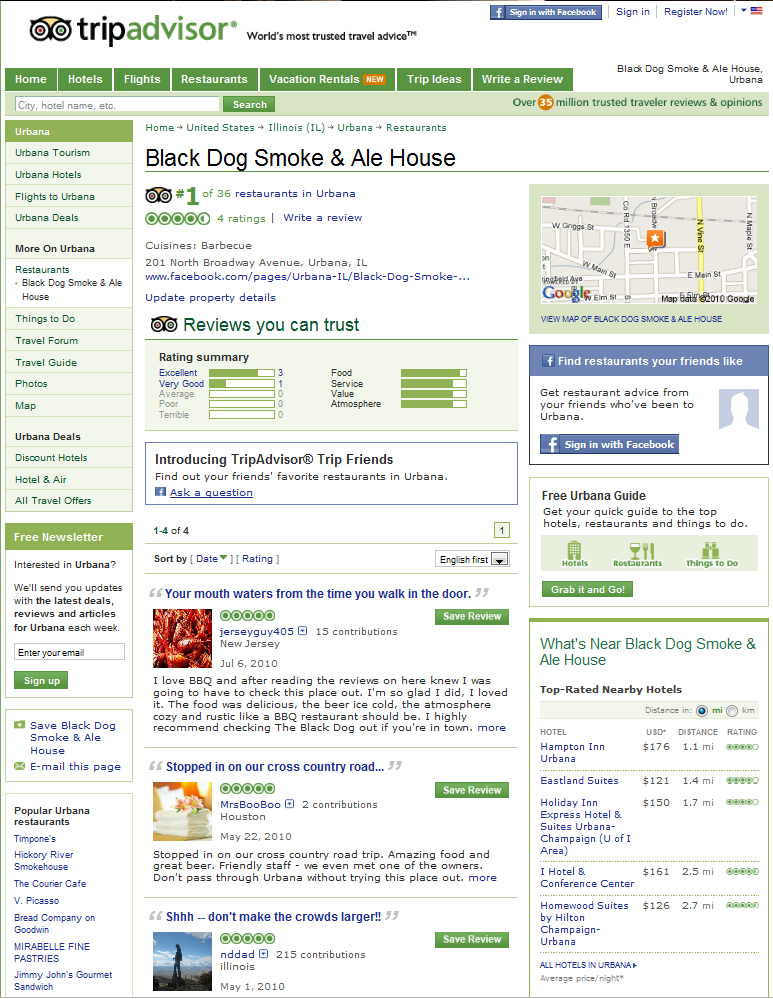 Sign in with Facebook
Sign in
Register Now!
tripadvisor®
World's most trusted travel advice™
Home
Hotels
Flights
Restaurants
Vacation Rentals NEW
Trip Ideas
Write a Review
Black Dog Smoke & Ale House,
Urbana
City, hotel name, etc.
Search
Over 35 million trusted traveler reviews & opinions
Urbana
Urbana Tourism
Urbana Hotels
Flights to Urbana
Urbana Deals
More On Urbana
Restaurants
Black Dog Smoke & Ale
House
Things to Do
Travel Forum
Travel Guide
Photos
Map
Urbana Deals
Discount Hotels
Hotel & Air
All Travel Offers
Free Newsletter
Interested in Urbana?
We'll send you updates
with the latest deals,
reviews and articles
for Urbana each week.
Enter your email
Sign up
Save Black Dog
Smoke & Ale
House
E-mail this page
Popular Urbana
restaurants
Timpone's
Hickory River
Smokehouse
The Courier Cafe
V. Picasso
Bread Company on
Goodwin
MIRABELLE FINE
PASTRIES
Jimmy John's Gourmet
Sandwich
Home → United States → Illinois (IL) → Urbana → Restaurants
Black Dog Smoke & Ale House
#1 of 36 restaurants in Urbana
4 ratings | Write a review
Cuisines: Barbecue
201 North Broadway Avenue, Urbana, IL
www.facebook.com/pages/Urbana-IL/Black-Dog-Smoke-...
Update property details
Reviews you can trust
Rating summary
Excellent 3 Food
Very Good 1 Service
Average 0 Value
Poor 0 Atmosphere
Terrible 0
Introducing TripAdvisor® Trip Friends
Find out your friends' favorite restaurants in Urbana.
Ask a question
1-4 of 4
1
Sort by [ Date ] [ Rating ]
English first
“Your mouth waters from the time you walk in the door.”
Save Review
jerseyguy405 15 contributions
New Jersey
Jul 6, 2010
I love BBQ and after reading the reviews on here knew I was
going to have to check this place out. I'm so glad I did, I loved
it. The food was delicious, the beer ice cold, the atmosphere
cozy and rustic like a BBQ restaurant should be. I highly
recommend checking The Black Dog out if you're in town. more
“Stopped in on our cross country road...”
Save Review
MrsBooBoo 2 contributions
Houston
May 22, 2010
Stopped in on our cross country road trip. Amazing food and
great beer. Friendly staff - we even met one of the owners.
Don't pass through Urbana without trying this place out. more
“Shhh -- don't make the crowds larger!!”
Save Review
nddad 215 contributions
illinois
May 1, 2010
Co Rd 1350 E
N Broadw
N Vine St
N Maple St
W Griggs St
W Main St
E Main St
W Elm St
E Elm St
POWERED BY
Google
Map data ©2010 Google
VIEW MAP OF BLACK DOG SMOKE & ALE HOUSE
Find restaurants your friends like
Get restaurant advice from
your friends who've been to
Urbana.
Sign in with Facebook
Free Urbana Guide
Get your quick guide to the top
hotels, restaurants and things to do.
Hotels
Restaurants
Things to Do
Grab it and Go!
What's Near Black Dog Smoke &
Ale House
Top-Rated Nearby Hotels
Distance in: mi km
HOTEL USD* DISTANCE RATING
Hampton Inn $176 1.1 mi
Urbana
Eastland Suites $121 1.4 mi
Holiday Inn $150 1.7 mi
Express Hotel &
Suites Urbana-
Champaign (U of I
Area)
I Hotel & $161 2.5 mi
Conference Center
Homewood Suites $126 2.7 mi
by Hilton
Champaign-
Urbana
ALL HOTELS IN URBANA
Average price/night*